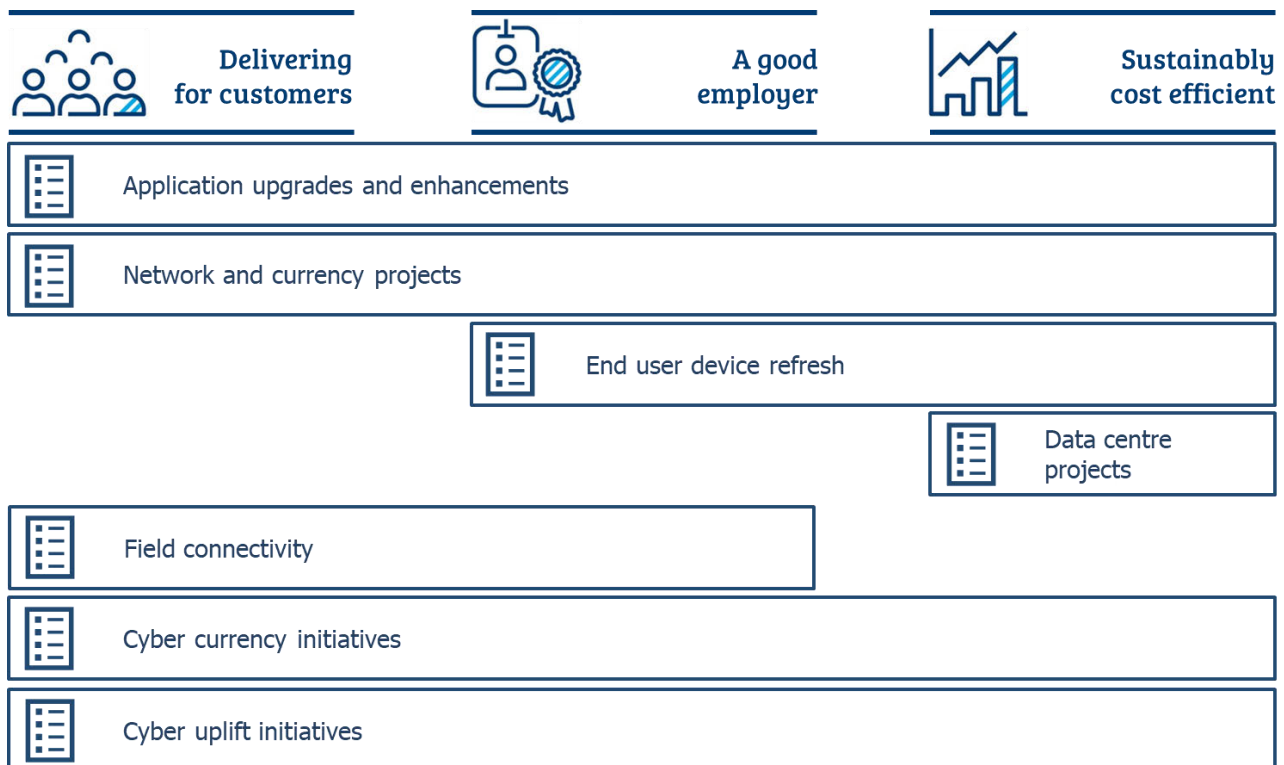 Delivering
for customers
A good
employer
Sustainably
cost efficient
Application upgrades and enhancements
Network and currency projects
End user device refresh
Data centre
projects
Field connectivity
Cyber currency initiatives
Cyber uplift initiatives